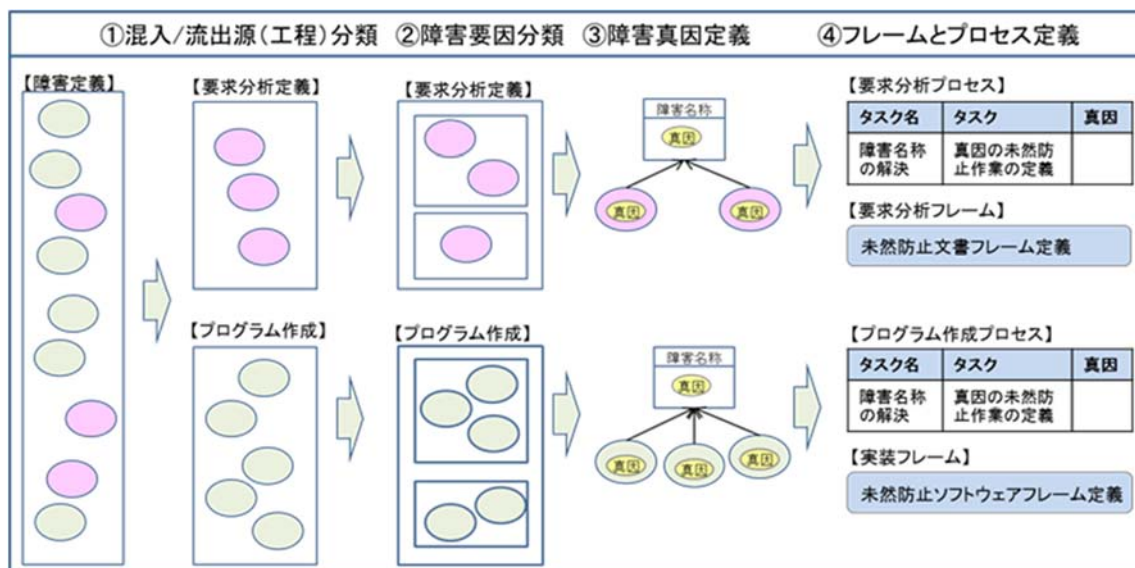 ①混入/流出源(工程)分類 ②障害要因分類 ③障害真因定義 ④フレームとプロセス定義
【障害定義】
【要求分析定義】
【要求分析定義】
障害名称
真因
真因
真因
【要求分析プロセス】
タスク名 タスク 真因
障害名称 真因の未然防
の解決 止作業の定義
【要求分析フレーム】
未然防止文書フレーム定義
【プログラム作成】
【プログラム作成】
障害名称
真因
真因
真因
真因
【プログラム作成プロセス】
タスク名 タスク 真因
障害名称 真因の未然防
の解決 止作業の定義
【実装フレーム】
未然防止ソフトウェアフレーム定義